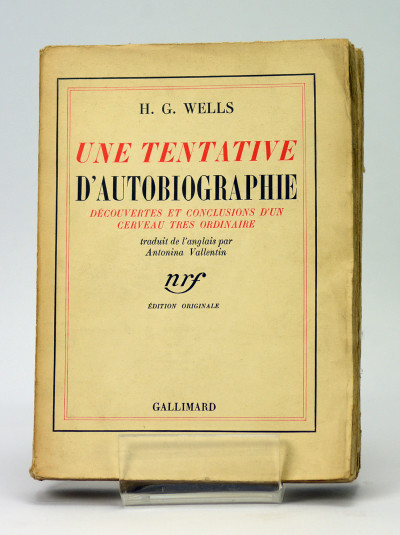 H. G. WELLS
UNE TENTATIVE
D'AUTOBIOGRAPHIE
DÉCOUVERTES ET CONCLUSIONS D'UN
CERVEAU TRES ORDINAIRE
traduit de l'anglais par
Antonina Vallentin
nrf
ÉDITION ORIGINALE
GALLIMARD